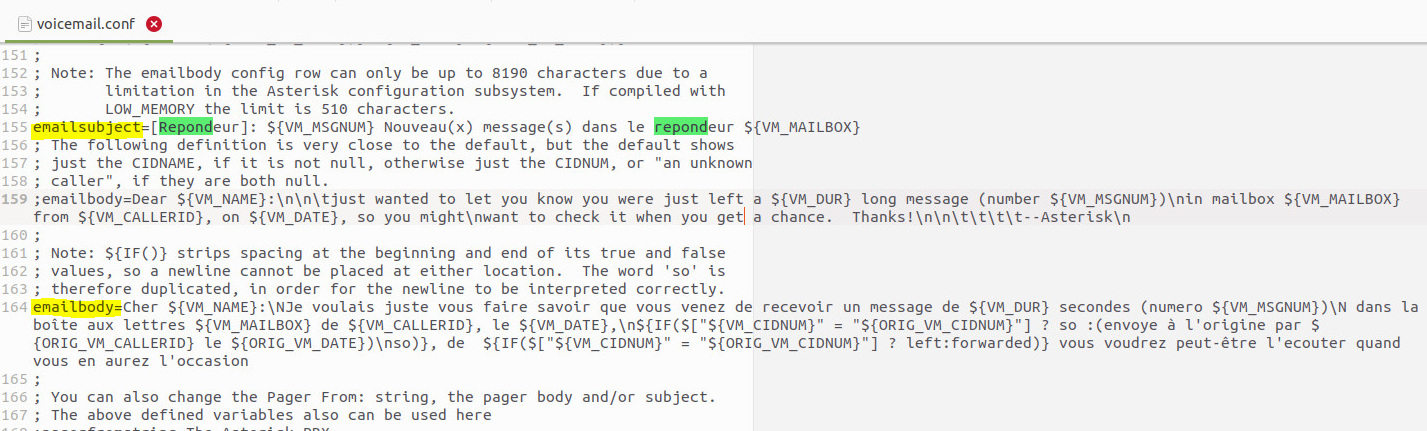 voicemail.conf
151 ;
152 ; Note: The emailbody config row can only be up to 8190 characters due to a
153 ;       limitation in the Asterisk configuration subsystem.  If compiled with
154 ;       LOW_MEMORY the limit is 510 characters.
155 emailsubject=[Repondeur]: ${VM_MSGNUM} Nouveau(x) message(s) dans le repondeur ${VM_MAILBOX}
156 ; The following definition is very close to the default, but the default shows
157 ; just the CIDNAME, if it is not null, otherwise just the CIDNUM, or "an unknown
158 ; caller", if they are both null.
159 ;emailbody=Dear ${VM_NAME}:\n\n\tjust wanted to let you know you were just left a ${VM_DUR} long message (number ${VM_MSGNUM})\nin mailbox ${VM_MAILBOX}
from ${VM_CALLERID}, on ${VM_DATE}, so you might\nwant to check it when you get a chance.  Thanks!\n\n\t\t\t\t--Asterisk\n
160 ;
161 ; Note: ${IF()} strips spacing at the beginning and end of its true and false
162 ; values, so a newline cannot be placed at either location.  The word 'so' is
163 ; therefore duplicated, in order for the newline to be interpreted correctly.
164 emailbody=Cher ${VM_NAME}:\NJe voulais juste vous faire savoir que vous venez de recevoir un message de ${VM_DUR} secondes (numero ${VM_MSGNUM})\N dans la
boîte aux lettres ${VM_MAILBOX} de ${VM_CALLERID}, le ${VM_DATE},\n${IF($["${VM_CIDNUM}" = "${ORIG_VM_CIDNUM}"] ? so :(envoye à l'origine par $
{ORIG_VM_CALLERID} le ${ORIG_VM_DATE})\nso)}, de  ${IF($["${VM_CIDNUM}" = "${ORIG_VM_CIDNUM}"] ? left:forwarded)} vous voudrez peut-être l'ecouter quand
vous en aurez l'occasion
165 ;
166 ; You can also change the Pager From: string, the pager body and/or subject.
167 ; The above defined variables also can be used here